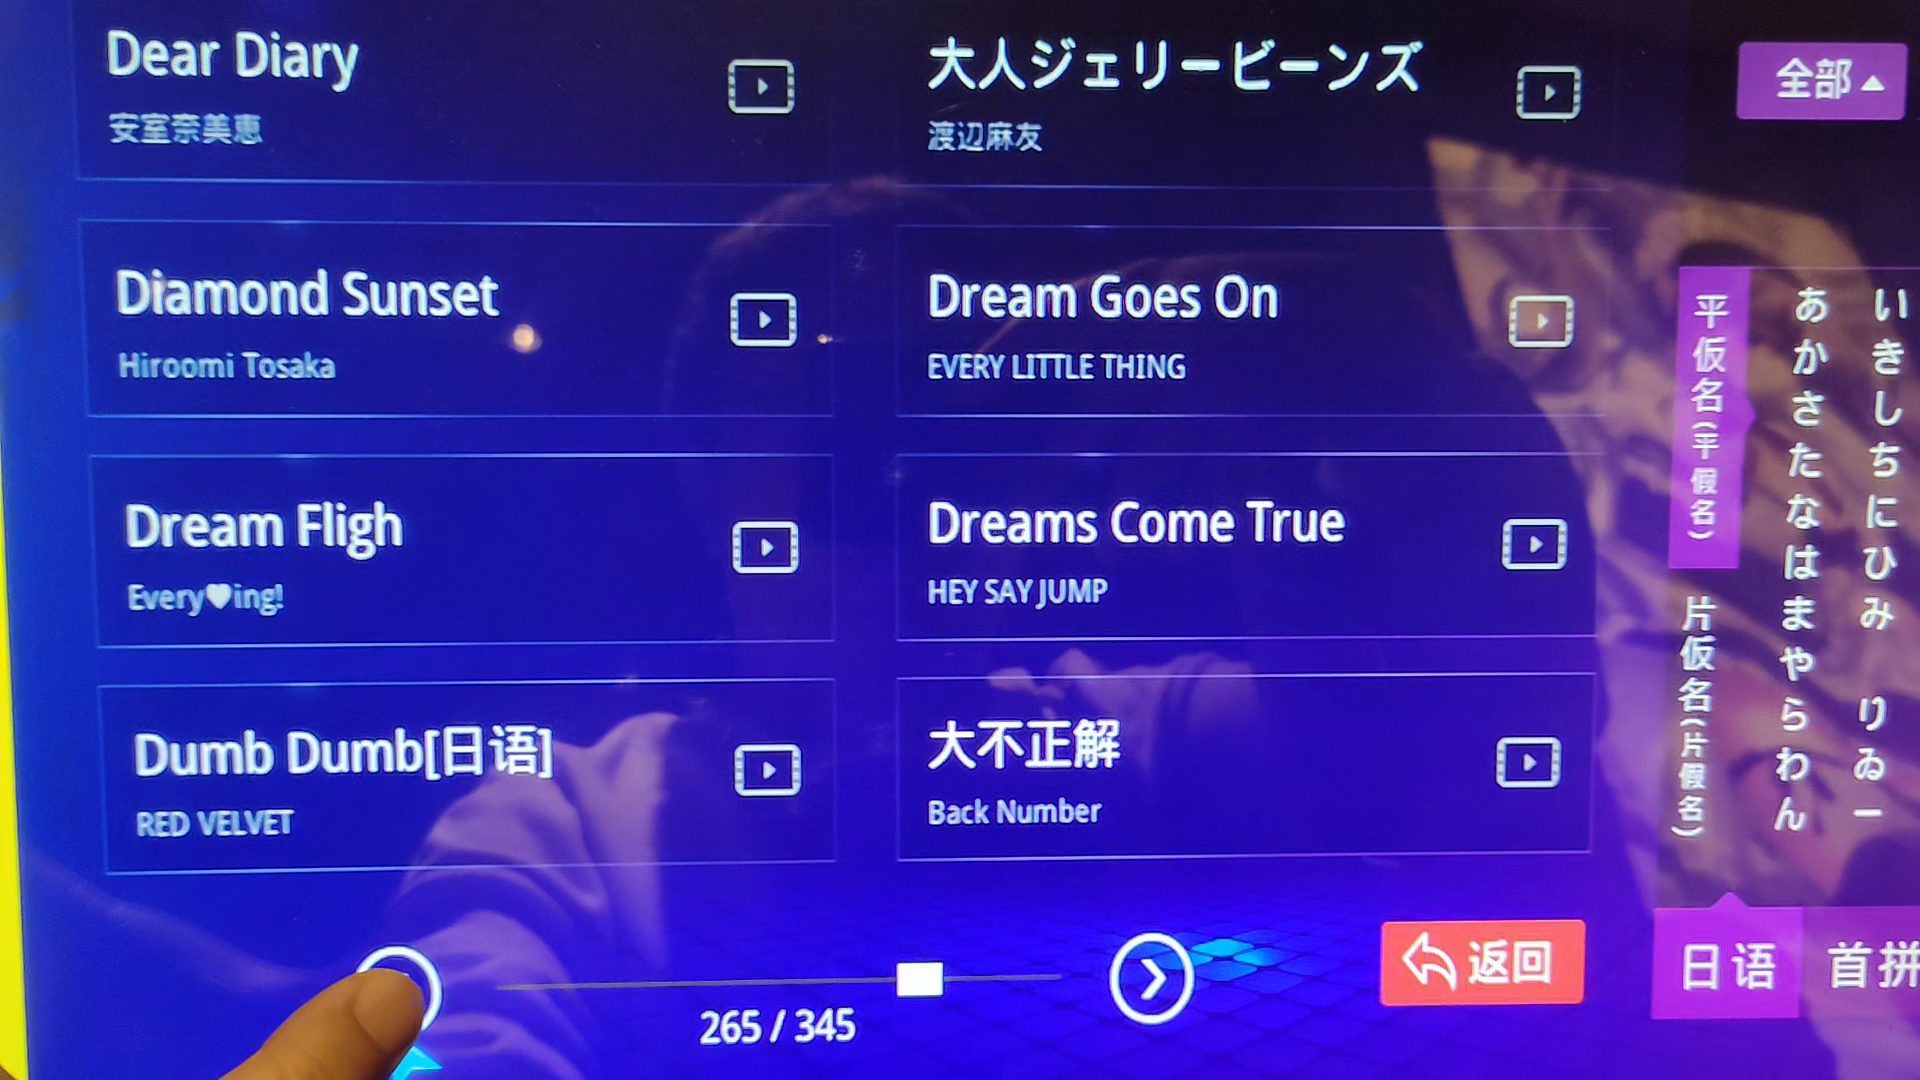 Dear Diary
安室奈美恵
大人ジェリービーンズ
渡辺麻友
全部
Diamond Sunset
Hiroomi Tosaka
Dream Goes On
EVERY LITTLE THING
Dream Fligh
Every♥ing!
Dreams Come True
HEY SAY JUMP
Dumb Dumb[日语]
RED VELVET
大不正解
Back Number
平仮名(平假名)
片仮名(片假名)
あかさたなはまやらわん
いきしちにひみ りゐー
265 / 345
返回
日语
首拼